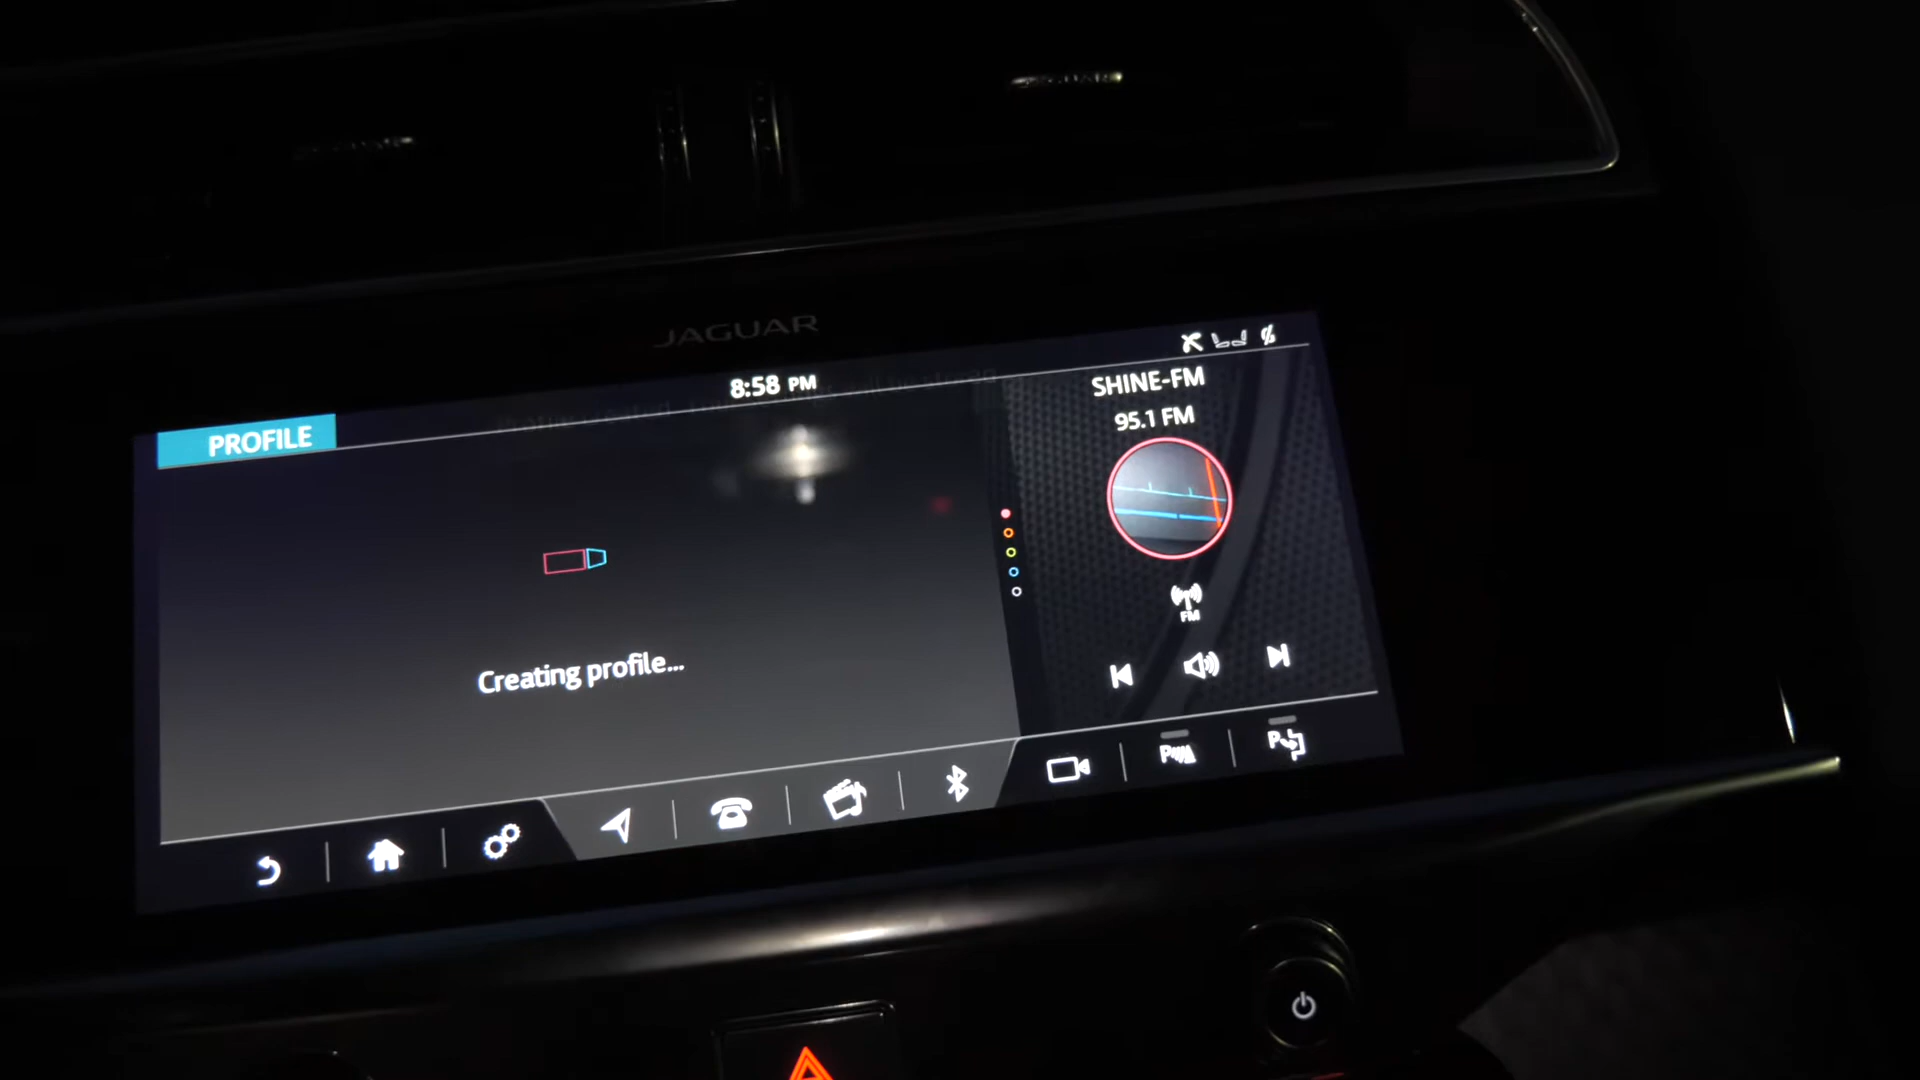 JAGUAR
8:58 PM
PROFILE
SHINE-FM
95.1 FM
FM
Creating profile...
P
P